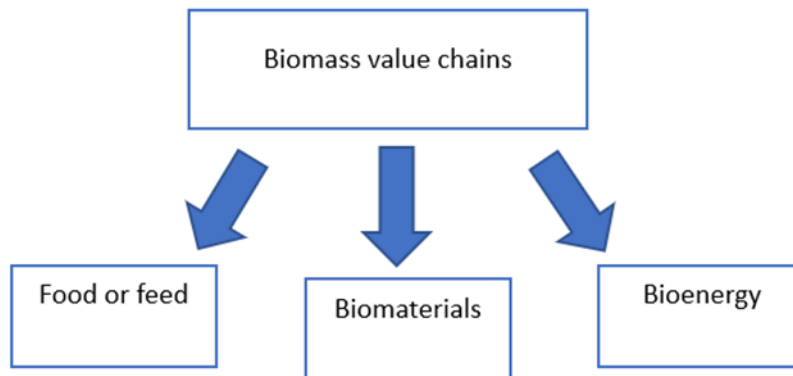 Biomass value chains
Food or feed
Biomaterials
Bioenergy